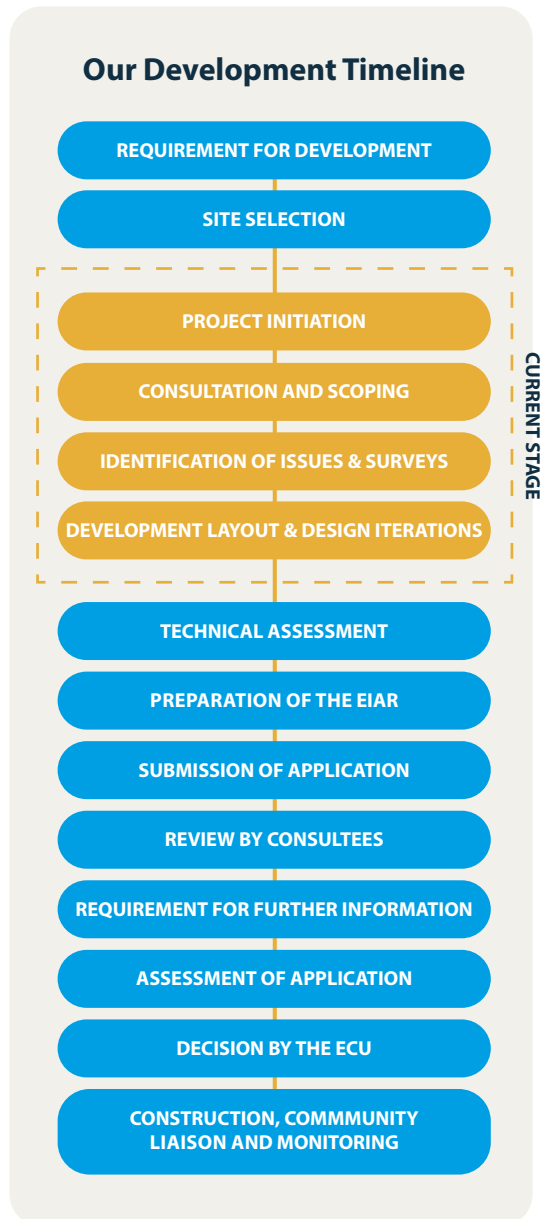 Our Development Timeline
REQUIREMENT FOR DEVELOPMENT
SITE SELECTION
PROJECT INITIATION
CONSULTATION AND SCOPING
IDENTIFICATION OF ISSUES & SURVEYS
DEVELOPMENT LAYOUT & DESIGN ITERATIONS
CURRENT STAGE
TECHNICAL ASSESSMENT
PREPARATION OF THE EIAR
SUBMISSION OF APPLICATION
REVIEW BY CONSULTEES
REQUIREMENT FOR FURTHER INFORMATION
ASSESSMENT OF APPLICATION
DECISION BY THE ECU
CONSTRUCTION, COMMMUNITY
LIAISON AND MONITORING